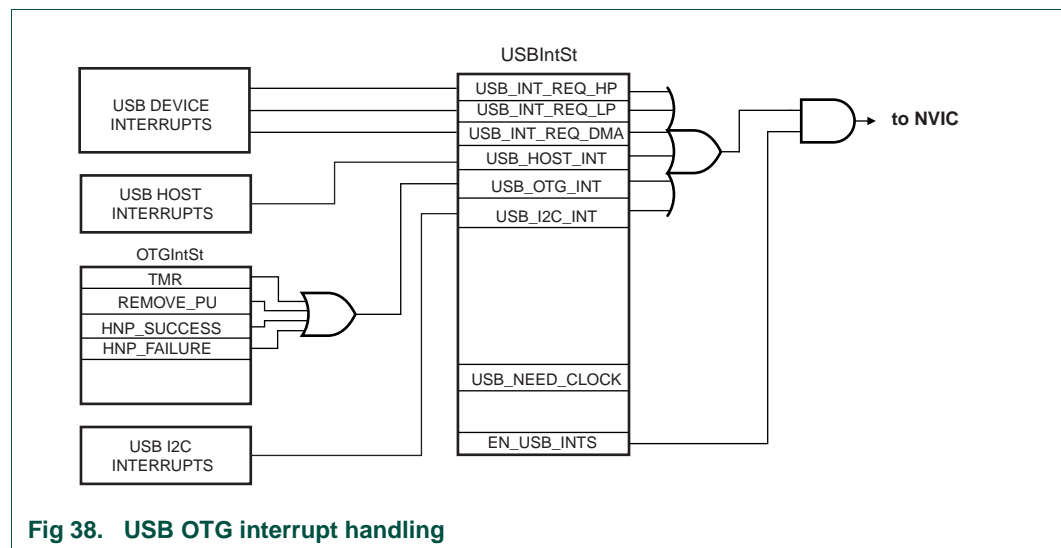 USBIntSt
USB DEVICE
INTERRUPTS
USB HOST
INTERRUPTS
OTGIntSt
TMR
REMOVE_PU
HNP_SUCCESS
HNP_FAILURE
USB I2C
INTERRUPTS
USB_INT_REQ_HP
USB_INT_REQ_LP
USB_INT_REQ_DMA
USB_HOST_INT
USB_OTG_INT
USB_I2C_INT
USB_NEED_CLOCK
EN_USB_INTS
to NVIC
Fig 38. USB OTG interrupt handling